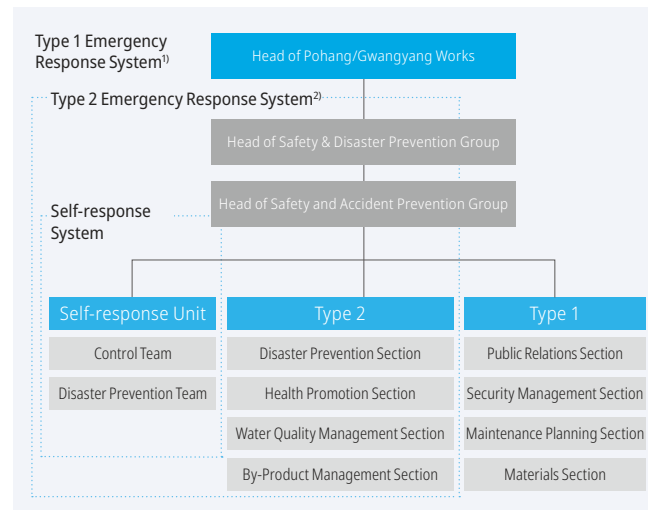 Type 1 Emergency
Response System1)
Head of Pohang/Gwangyang Works
Type 2 Emergency Response System2)
Head of Safety & Disaster Prevention Group
Head of Safety and Accident Prevention Group
Self-response
System
Self-response Unit
Control Team
Disaster Prevention Team
Type 2
Disaster Prevention Section
Health Promotion Section
Water Quality Management Section
By-Product Management Section
Type 1
Public Relations Section
Security Management Section
Maintenance Planning Section
Materials Section